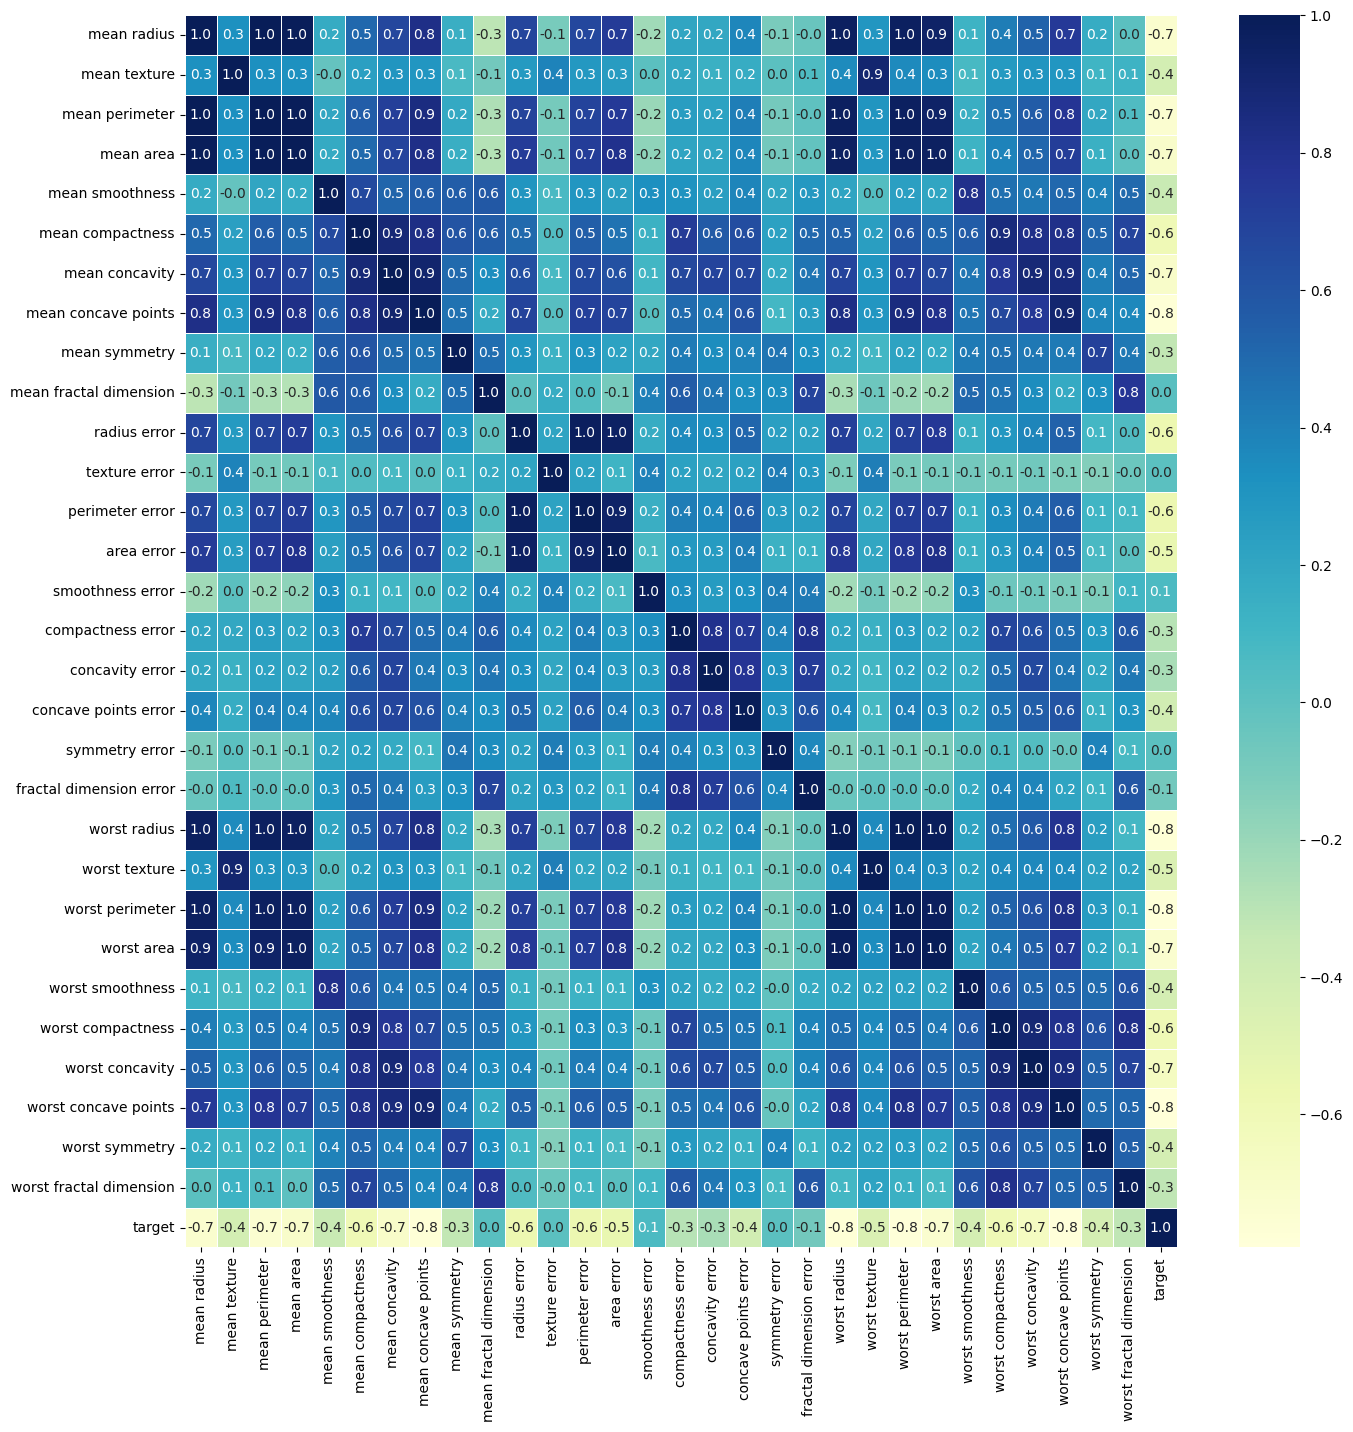 mean radius 1.0 0.3 1.0 1.0 0.2 0.5 0.7 0.8 0.1 -0.3 0.7 -0.1 0.7 0.7 -0.2 0.2 0.2 0.4 -0.1 -0.0 1.0 0.3 1.0 0.9 0.1 0.4 0.5 0.7 0.2 0.0 -0.7
mean texture 0.3 1.0 0.3 0.3 -0.0 0.2 0.3 0.3 0.1 -0.1 0.3 0.4 0.3 0.3 0.0 0.2 0.1 0.2 0.0 0.1 0.4 0.9 0.4 0.3 0.1 0.3 0.3 0.3 0.1 0.1 -0.4
mean perimeter 1.0 0.3 1.0 1.0 0.2 0.6 0.7 0.9 0.2 -0.3 0.7 -0.1 0.7 0.7 -0.2 0.3 0.2 0.4 -0.1 -0.0 1.0 0.3 1.0 0.9 0.2 0.5 0.6 0.8 0.2 0.1 -0.7
mean area 1.0 0.3 1.0 1.0 0.2 0.5 0.7 0.8 0.2 -0.3 0.7 -0.1 0.7 0.8 -0.2 0.2 0.2 0.4 -0.1 -0.0 1.0 0.3 1.0 1.0 0.1 0.4 0.5 0.7 0.1 0.0 -0.7
mean smoothness 0.2 -0.0 0.2 0.2 1.0 0.7 0.5 0.6 0.6 0.6 0.3 0.1 0.3 0.2 0.3 0.3 0.2 0.4 0.2 0.3 0.2 0.0 0.2 0.2 0.8 0.5 0.4 0.5 0.4 0.5 -0.4
mean compactness 0.5 0.2 0.6 0.5 0.7 1.0 0.9 0.8 0.6 0.6 0.5 0.0 0.5 0.5 0.1 0.7 0.6 0.6 0.2 0.5 0.5 0.2 0.6 0.5 0.6 0.9 0.8 0.8 0.5 0.7 -0.6
mean concavity 0.7 0.3 0.7 0.7 0.5 0.9 1.0 0.9 0.5 0.3 0.6 0.1 0.7 0.6 0.1 0.7 0.7 0.7 0.2 0.4 0.7 0.3 0.7 0.7 0.4 0.8 0.9 0.9 0.4 0.5 -0.7
mean concave points 0.8 0.3 0.9 0.8 0.6 0.8 0.9 1.0 0.5 0.2 0.7 0.0 0.7 0.7 0.0 0.5 0.4 0.6 0.1 0.3 0.8 0.3 0.9 0.8 0.5 0.7 0.8 0.9 0.4 0.4 -0.8
mean symmetry 0.1 0.1 0.2 0.2 0.6 0.6 0.5 0.5 1.0 0.5 0.3 0.1 0.3 0.2 0.2 0.4 0.3 0.4 0.4 0.3 0.2 0.1 0.2 0.2 0.4 0.5 0.4 0.4 0.7 0.4 -0.3
mean fractal dimension -0.3 -0.1 -0.3 -0.3 0.6 0.6 0.3 0.2 0.5 1.0 0.0 0.2 0.0 -0.1 0.4 0.6 0.4 0.3 0.3 0.7 -0.3 -0.1 -0.2 -0.2 0.5 0.5 0.3 0.2 0.3 0.8 0.0
radius error 0.7 0.3 0.7 0.7 0.3 0.5 0.6 0.7 0.3 0.0 1.0 0.2 1.0 1.0 0.2 0.4 0.3 0.5 0.2 0.2 0.7 0.2 0.7 0.8 0.1 0.3 0.4 0.5 0.1 0.0 -0.6
texture error -0.1 0.4 -0.1 -0.1 0.1 0.0 0.1 0.0 0.1 0.2 0.2 1.0 0.2 0.1 0.4 0.2 0.2 0.2 0.4 0.3 -0.1 0.4 -0.1 -0.1 -0.1 -0.1 -0.1 -0.1 -0.1 -0.0 0.0
perimeter error 0.7 0.3 0.7 0.7 0.3 0.5 0.7 0.7 0.3 0.0 1.0 0.2 1.0 0.9 0.2 0.4 0.4 0.6 0.3 0.2 0.7 0.2 0.7 0.7 0.1 0.3 0.4 0.6 0.1 0.1 -0.6
area error 0.7 0.3 0.7 0.8 0.2 0.5 0.6 0.7 0.2 -0.1 1.0 0.1 0.9 1.0 0.1 0.3 0.3 0.4 0.1 0.1 0.8 0.2 0.8 0.8 0.1 0.3 0.4 0.5 0.1 0.0 -0.5
smoothness error -0.2 0.0 -0.2 -0.2 0.3 0.1 0.1 0.0 0.2 0.4 0.2 0.4 0.2 0.1 1.0 0.3 0.3 0.3 0.4 0.4 -0.2 -0.1 -0.2 -0.2 0.3 -0.1 -0.1 -0.1 -0.1 0.1 0.1
compactness error 0.2 0.2 0.3 0.2 0.3 0.7 0.7 0.5 0.4 0.6 0.4 0.2 0.4 0.3 0.3 1.0 0.8 0.7 0.4 0.8 0.2 0.1 0.3 0.2 0.2 0.7 0.6 0.5 0.3 0.6 -0.3
concavity error 0.2 0.1 0.2 0.2 0.2 0.6 0.7 0.4 0.3 0.4 0.3 0.2 0.4 0.3 0.3 0.8 1.0 0.8 0.3 0.7 0.2 0.1 0.2 0.2 0.2 0.5 0.7 0.4 0.2 0.4 -0.3
concave points error 0.4 0.2 0.4 0.4 0.4 0.6 0.7 0.6 0.4 0.3 0.5 0.2 0.6 0.4 0.3 0.7 0.8 1.0 0.3 0.6 0.4 0.1 0.4 0.3 0.2 0.5 0.5 0.6 0.1 0.3 -0.4
symmetry error -0.1 0.0 -0.1 -0.1 0.2 0.2 0.2 0.1 0.4 0.3 0.2 0.4 0.3 0.1 0.4 0.4 0.3 0.3 1.0 0.4 -0.1 -0.1 -0.1 -0.1 -0.0 0.1 0.0 -0.0 0.4 0.1 0.0
fractal dimension error -0.0 0.1 -0.0 -0.0 0.3 0.5 0.4 0.3 0.3 0.7 0.2 0.3 0.2 0.1 0.4 0.8 0.7 0.6 0.4 1.0 -0.0 -0.0 -0.0 -0.0 0.2 0.4 0.4 0.2 0.1 0.6 -0.1
worst radius 1.0 0.4 1.0 1.0 0.2 0.5 0.7 0.8 0.2 -0.3 0.7 -0.1 0.7 0.8 -0.2 0.2 0.2 0.4 -0.1 -0.0 1.0 0.4 1.0 1.0 0.2 0.5 0.6 0.8 0.2 0.1 -0.8
worst texture 0.3 0.9 0.3 0.3 0.0 0.2 0.3 0.3 0.1 -0.1 0.2 0.4 0.2 0.2 -0.1 0.1 0.1 0.1 -0.1 -0.0 0.4 1.0 0.4 0.3 0.2 0.4 0.4 0.4 0.2 0.2 -0.5
worst perimeter 1.0 0.4 1.0 1.0 0.2 0.6 0.7 0.9 0.2 -0.2 0.7 -0.1 0.7 0.8 -0.2 0.3 0.2 0.4 -0.1 -0.0 1.0 0.4 1.0 1.0 0.2 0.5 0.6 0.8 0.3 0.1 -0.8
worst area 0.9 0.3 0.9 1.0 0.2 0.5 0.7 0.8 0.2 -0.2 0.8 -0.1 0.7 0.8 -0.2 0.2 0.2 0.3 -0.1 -0.0 1.0 0.3 1.0 1.0 0.2 0.4 0.5 0.7 0.2 0.1 -0.7
worst smoothness 0.1 0.1 0.2 0.1 0.8 0.6 0.4 0.5 0.4 0.5 0.1 -0.1 0.1 0.1 0.3 0.2 0.2 0.2 -0.0 0.2 0.2 0.2 0.2 0.2 1.0 0.6 0.5 0.5 0.5 0.6 -0.4
worst compactness 0.4 0.3 0.5 0.4 0.5 0.9 0.8 0.7 0.5 0.5 0.3 -0.1 0.3 0.3 -0.1 0.7 0.5 0.5 0.1 0.4 0.5 0.4 0.5 0.4 0.6 1.0 0.9 0.8 0.6 0.8 -0.6
worst concavity 0.5 0.3 0.6 0.5 0.4 0.8 0.9 0.8 0.4 0.3 0.4 -0.1 0.4 0.4 -0.1 0.6 0.7 0.5 0.0 0.4 0.6 0.4 0.6 0.5 0.5 0.9 1.0 0.9 0.5 0.7 -0.7
worst concave points 0.7 0.3 0.8 0.7 0.5 0.8 0.9 0.9 0.4 0.2 0.5 -0.1 0.6 0.5 -0.1 0.5 0.4 0.6 -0.0 0.2 0.8 0.4 0.8 0.7 0.5 0.8 0.9 1.0 0.5 0.5 -0.8
worst symmetry 0.2 0.1 0.2 0.1 0.4 0.5 0.4 0.4 0.7 0.3 0.1 -0.1 0.1 0.1 -0.1 0.3 0.2 0.1 0.4 0.1 0.2 0.2 0.3 0.2 0.5 0.6 0.5 0.5 1.0 0.5 -0.4
worst fractal dimension 0.0 0.1 0.1 0.0 0.5 0.7 0.5 0.4 0.4 0.8 0.0 -0.0 0.1 0.0 0.1 0.6 0.4 0.3 0.1 0.6 0.1 0.2 0.1 0.1 0.6 0.8 0.7 0.5 0.5 1.0 -0.3
target -0.7 -0.4 -0.7 -0.7 -0.4 -0.6 -0.7 -0.8 -0.3 0.0 -0.6 0.0 -0.6 -0.5 0.1 -0.3 -0.3 -0.4 0.0 -0.1 -0.8 -0.5 -0.8 -0.7 -0.4 -0.6 -0.7 -0.8 -0.4 -0.3 1.0
mean radius
mean texture
mean perimeter
mean area
mean smoothness
mean compactness
mean concavity
mean concave points
mean symmetry
mean fractal dimension
radius error
texture error
perimeter error
area error
smoothness error
compactness error
concavity error
concave points error
symmetry error
fractal dimension error
worst radius
worst texture
worst perimeter
worst area
worst smoothness
worst compactness
worst concavity
worst concave points
worst symmetry
worst fractal dimension
target
1.0
0.8
0.6
0.4
0.2
0.0
−0.2
−0.4
−0.6